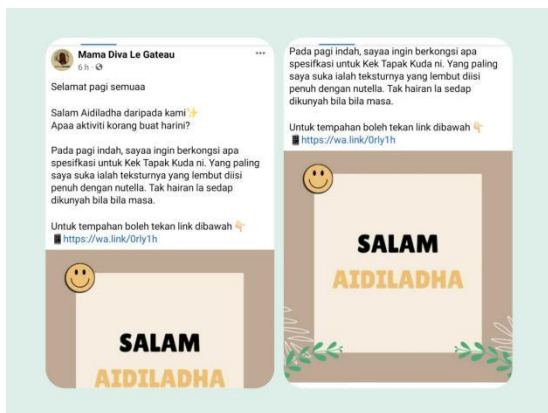 Mama Diva Le Gateau
6 h
Selamat pagi semuaa
Salam Aidiladha daripada kami✨
Apaa aktiviti korang buat harini?
Pada pagi indah, sayaa ingin berkongsi apa
spesifkasi untuk Kek Tapak Kuda ni. Yang paling
saya suka ialah teksturnya yang lembut diisi
penuh dengan nutella. Tak hairan la sedap
dikunyah bila bila masa.
Untuk tempahan boleh tekan link dibawah 👇🏻
📱https://wa.link/0rly1h
SALAM
AIDILADHA
Pada pagi indah, sayaa ingin berkongsi apa
spesifkasi untuk Kek Tapak Kuda ni. Yang paling
saya suka ialah teksturnya yang lembut diisi
penuh dengan nutella. Tak hairan la sedap
dikunyah bila bila masa.
Untuk tempahan boleh tekan link dibawah 👇🏻
📱https://wa.link/0rly1h
SALAM
AIDILADHA